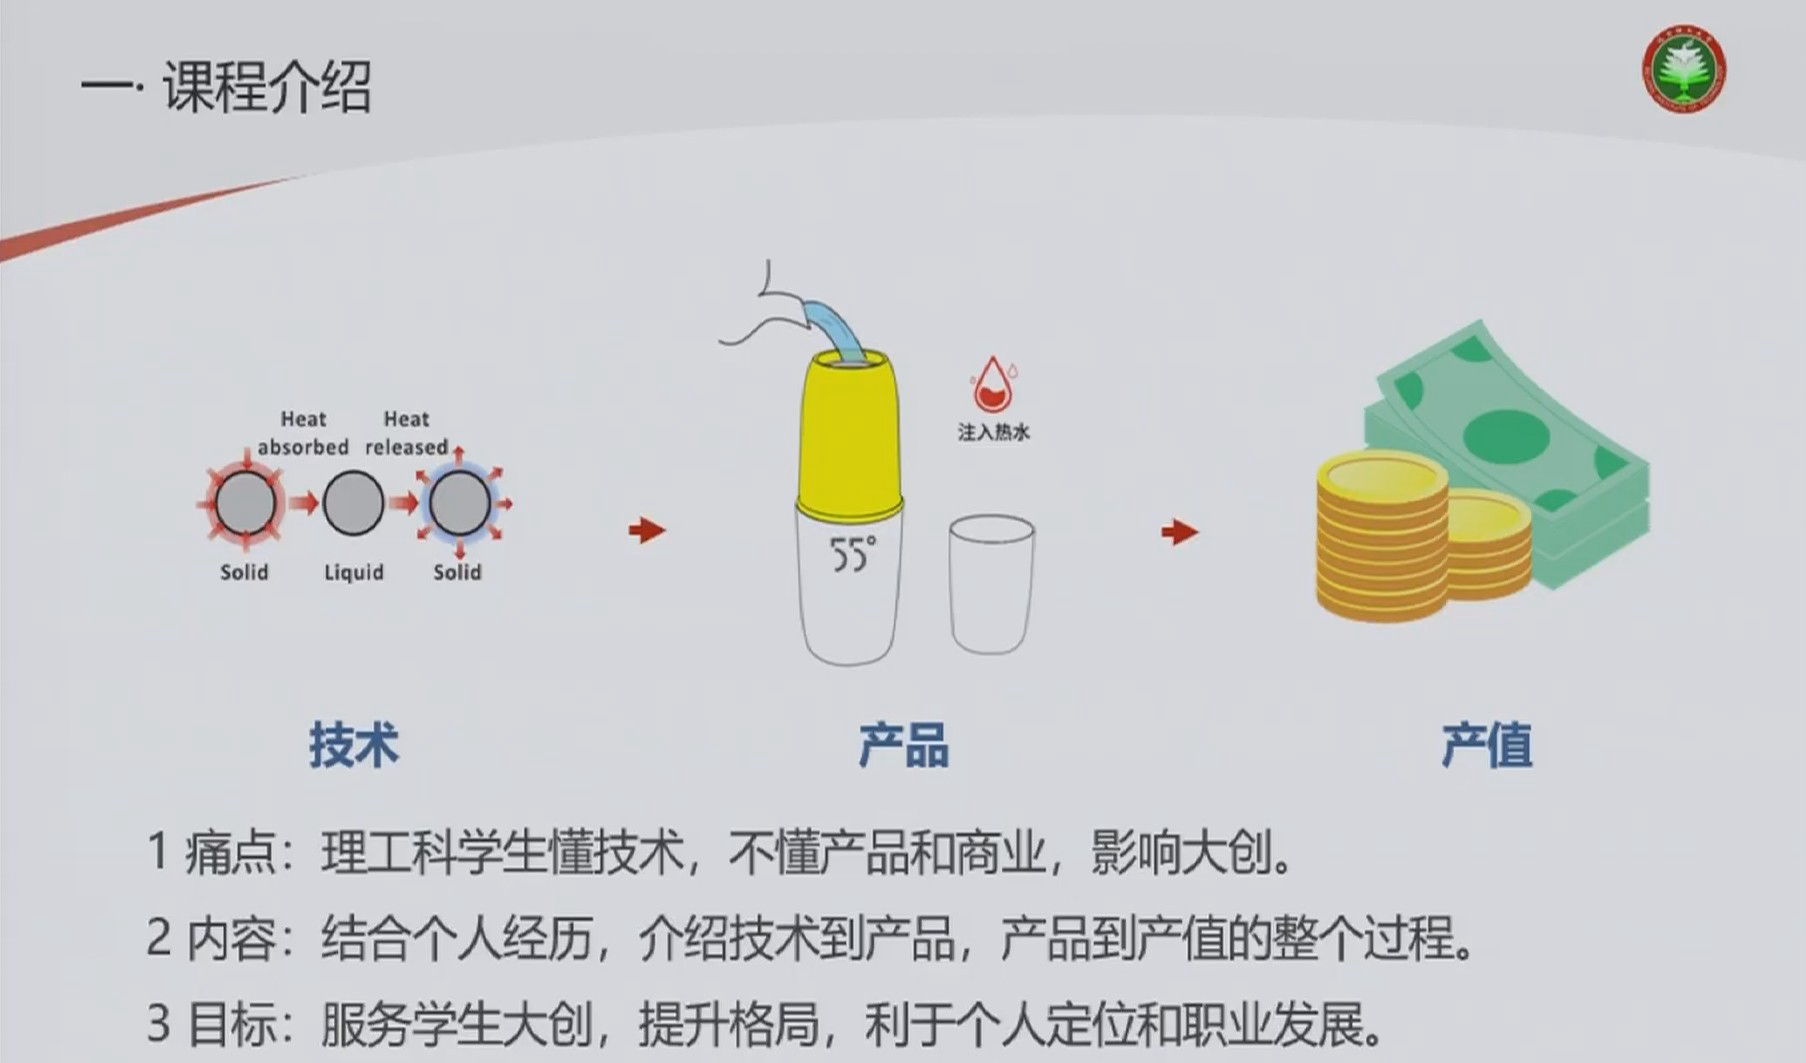 一· 课程介绍
Heat absorbed
Heat released
Solid
Liquid
Solid
注入热水
55°
技术
产品
产值
1 痛点：理工科学生懂技术，不懂产品和商业，影响大创。
2 内容：结合个人经历，介绍技术到产品，产品到产值的整个过程。
3 目标：服务学生大创，提升格局，利于个人定位和职业发展。